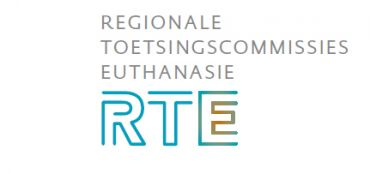 REGIONALE
TOETSINGSCOMMISSIES
EUTHANASIE
RTE